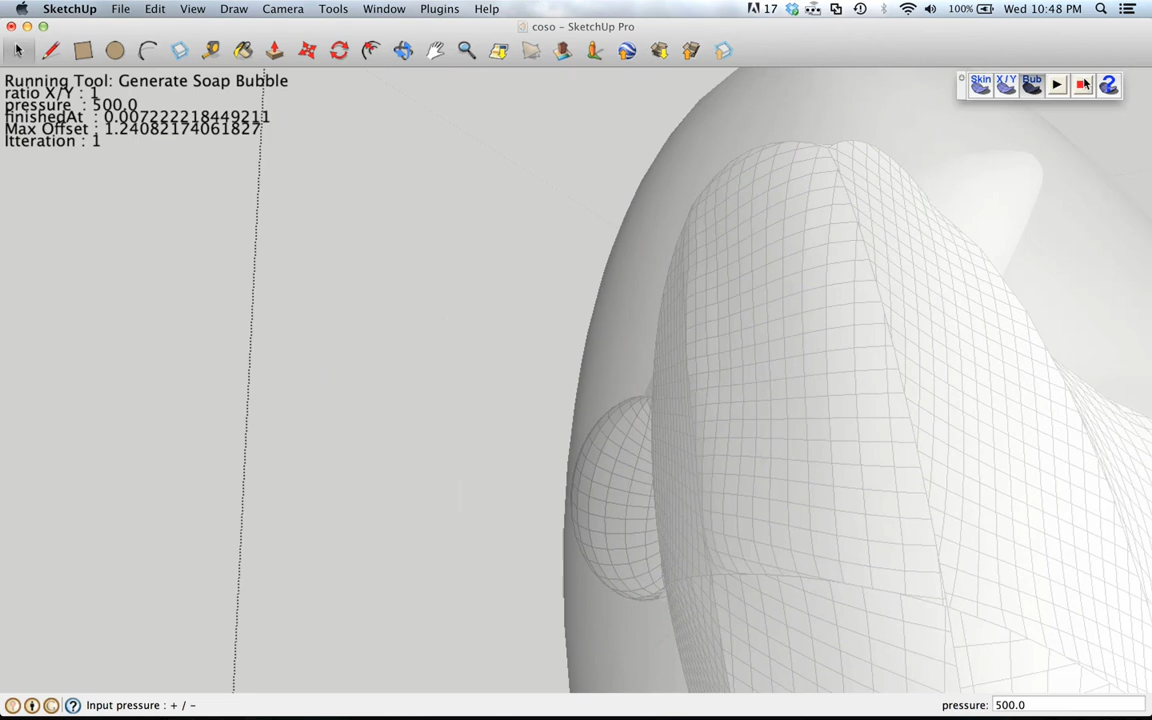 SketchUp File Edit View Draw Camera Tools Window Plugins Help 17 100% Wed 10:48 PM
coso – SketchUp Pro
Skin X/Y Bub
Running Tool: Generate Soap Bubble
ratio X/Y : 1
pressure : 500.0
finishedAt : 0.007222218449211
Max Offset : 1.24082174061827
Itteration : 1
Input pressure : + / -
pressure: 500.0